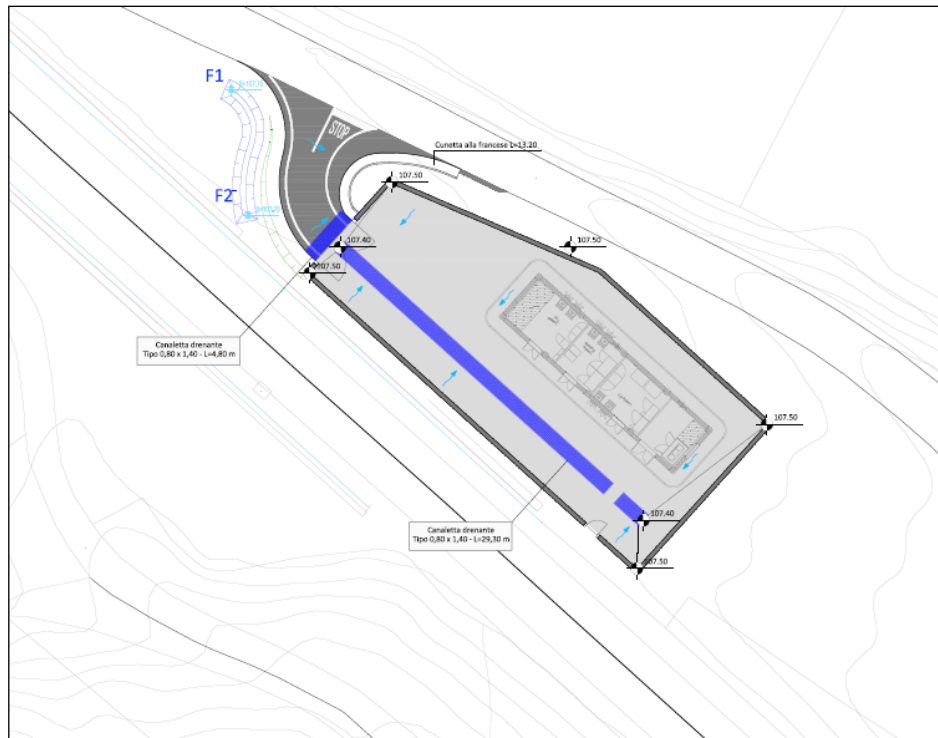 F1
STOP
Cunetta alla francese L=13.20
107.50
F2
107.50
107.40
107.50
Canaletta drenante
Tipo 0,80 x 1,40 - L=4,80 m
107.50
107.40
Canaletta drenante
Tipo 0,80 x 1,40 - L=29,30 m
107.50